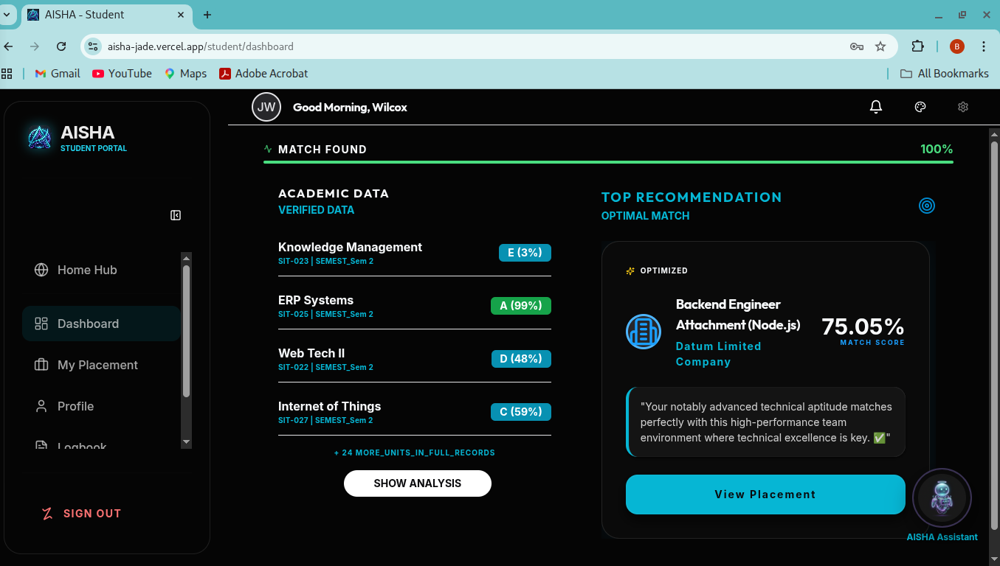 AISHA - Student
aisha-jade.vercel.app/student/dashboard
B
Gmail
YouTube
Maps
Adobe Acrobat
All Bookmarks
AISHA
STUDENT PORTAL
Home Hub
Dashboard
My Placement
Profile
Logbook
SIGN OUT
JW
Good Morning, Wilcox
MATCH FOUND
100%
ACADEMIC DATA
VERIFIED DATA
Knowledge Management
SIT-023 | SEMEST_Sem 2
E (3%)
ERP Systems
SIT-025 | SEMEST_Sem 2
A (99%)
Web Tech II
SIT-022 | SEMEST_Sem 2
D (48%)
Internet of Things
SIT-027 | SEMEST_Sem 2
C (59%)
+ 24 MORE_UNITS_IN_FULL_RECORDS
SHOW ANALYSIS
TOP RECOMMENDATION
OPTIMAL MATCH
OPTIMIZED
Backend Engineer
Attachment (Node.js)
Datum Limited
Company
75.05%
MATCH SCORE
"Your notably advanced technical aptitude matches
perfectly with this high-performance team
environment where technical excellence is key. ✅"
View Placement
AISHA Assistant